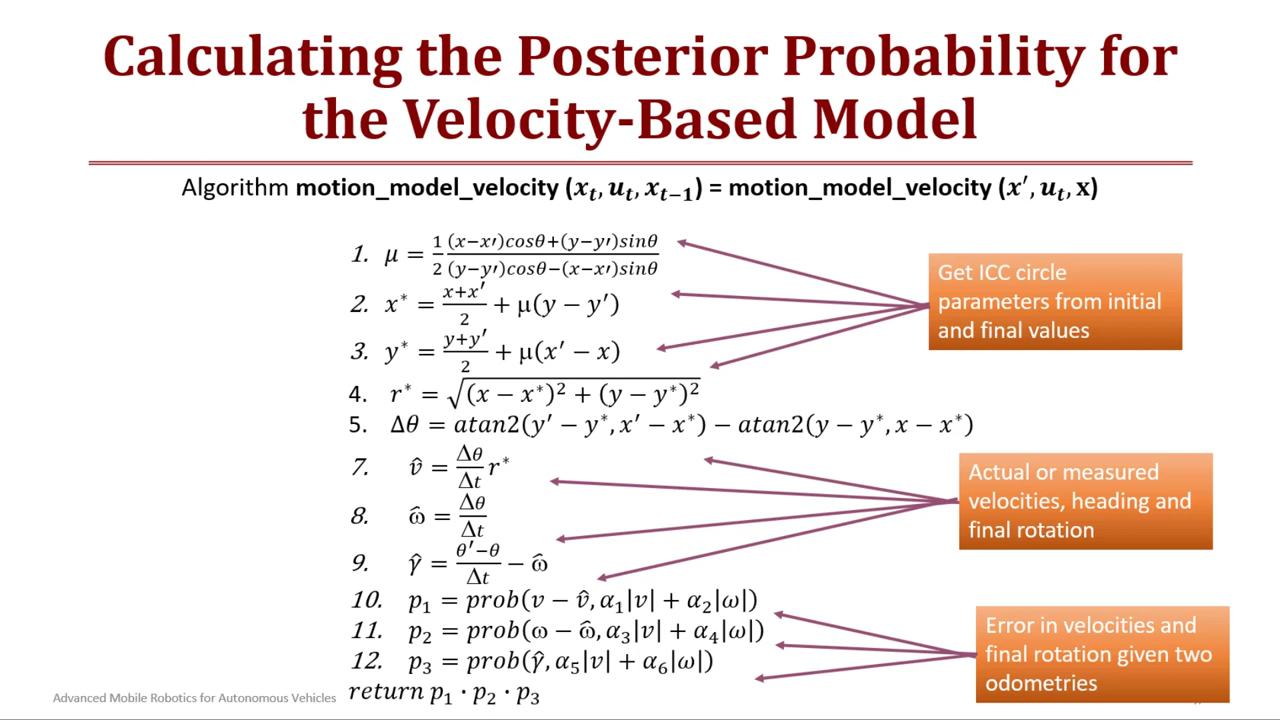 Calculating the Posterior Probability for
the Velocity-Based Model
Algorithm motion_model_velocity (xₜ, uₜ, xₜ₋₁) = motion_model_velocity (x′, uₜ, x)
1. μ = 1/2 ((x−x′)cosθ+(y−y′)sinθ)/((y−y′)cosθ−(x−x′)sinθ)
2. x* = (x+x′)/2 + μ(y − y′)
3. y* = (y+y′)/2 + μ(x′ − x)
4. r* = √((x − x*)² + (y − y*)²)
5. Δθ = atan2(y′ − y*, x′ − x*) − atan2(y − y*, x − x*)
7. v̂ = Δθ/Δt r*
8. ω̂ = Δθ/Δt
9. γ̂ = (θ′−θ)/Δt − ω̂
10. p₁ = prob(v − v̂, α₁|v| + α₂|ω|)
11. p₂ = prob(ω − ω̂, α₃|v| + α₄|ω|)
12. p₃ = prob(γ̂, α₅|v| + α₆|ω|)
return p₁ · p₂ · p₃
Get ICC circle
parameters from initial
and final values
Actual or measured
velocities, heading and
final rotation
Error in velocities and
final rotation given two
odometries
Advanced Mobile Robotics for Autonomous Vehicles